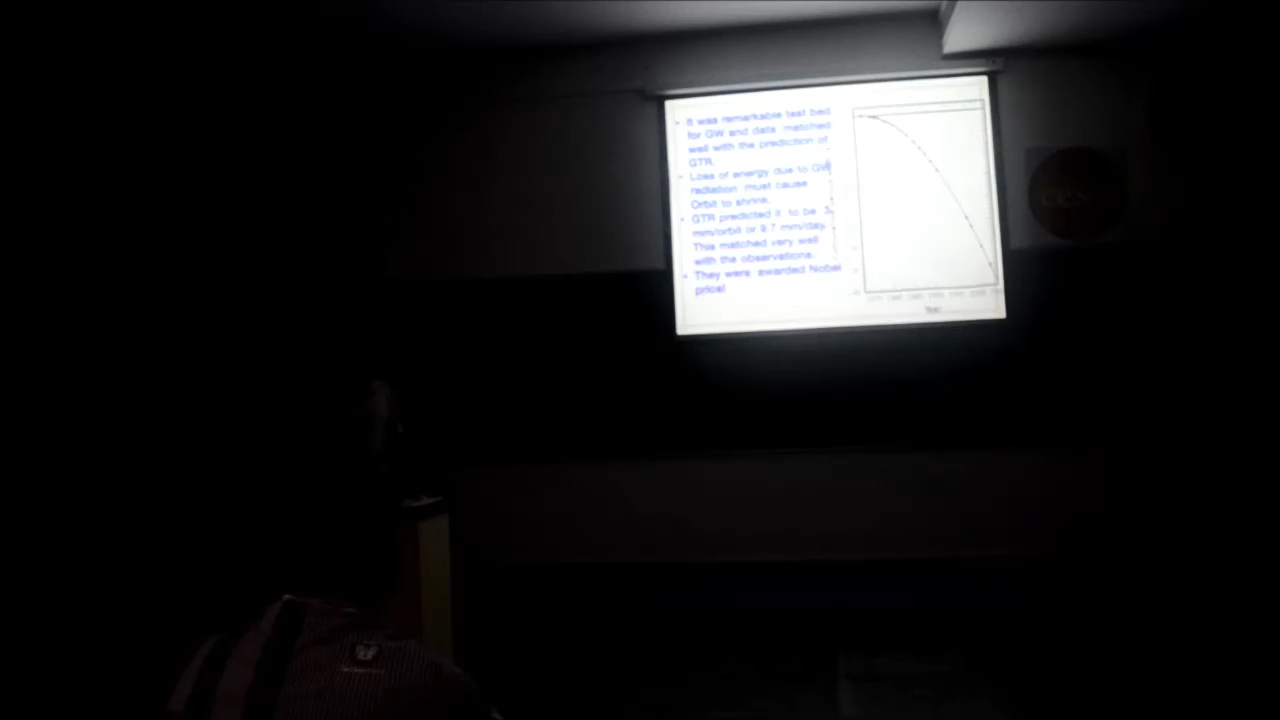 It was remarkable test bed
for GW and data matched
well with the prediction of
GTR.
Loss of energy due to GW
radiation must cause
Orbit to shrink.
GTR predicted it to be 3
mm/orbit or 9.7 mm/day.
This matched very well
with the observations.
They were awarded Nobel
price!
Year